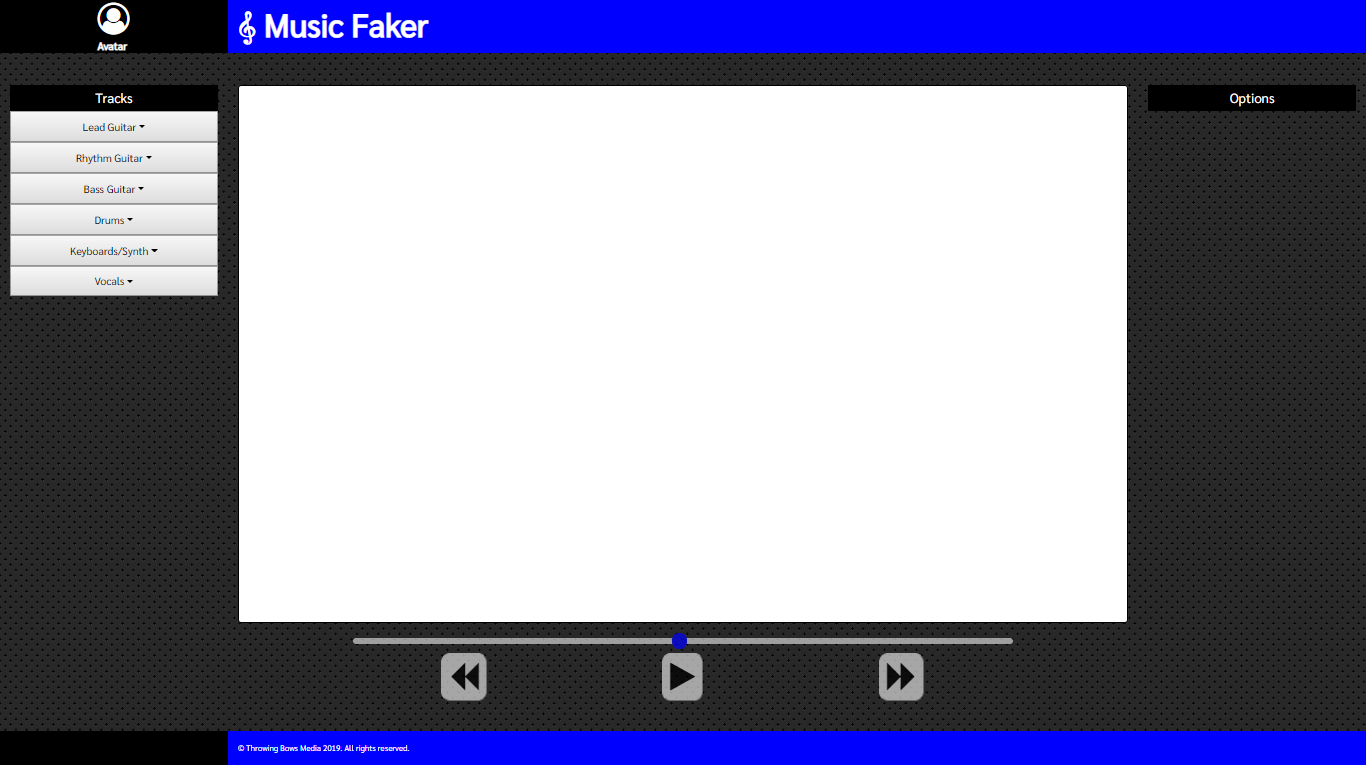 Avatar
Music Faker
Tracks
Lead Guitar
Rhythm Guitar
Bass Guitar
Drums
Keyboards/Synth
Vocals
Options
© Throwing Bows Media 2019. All rights reserved.